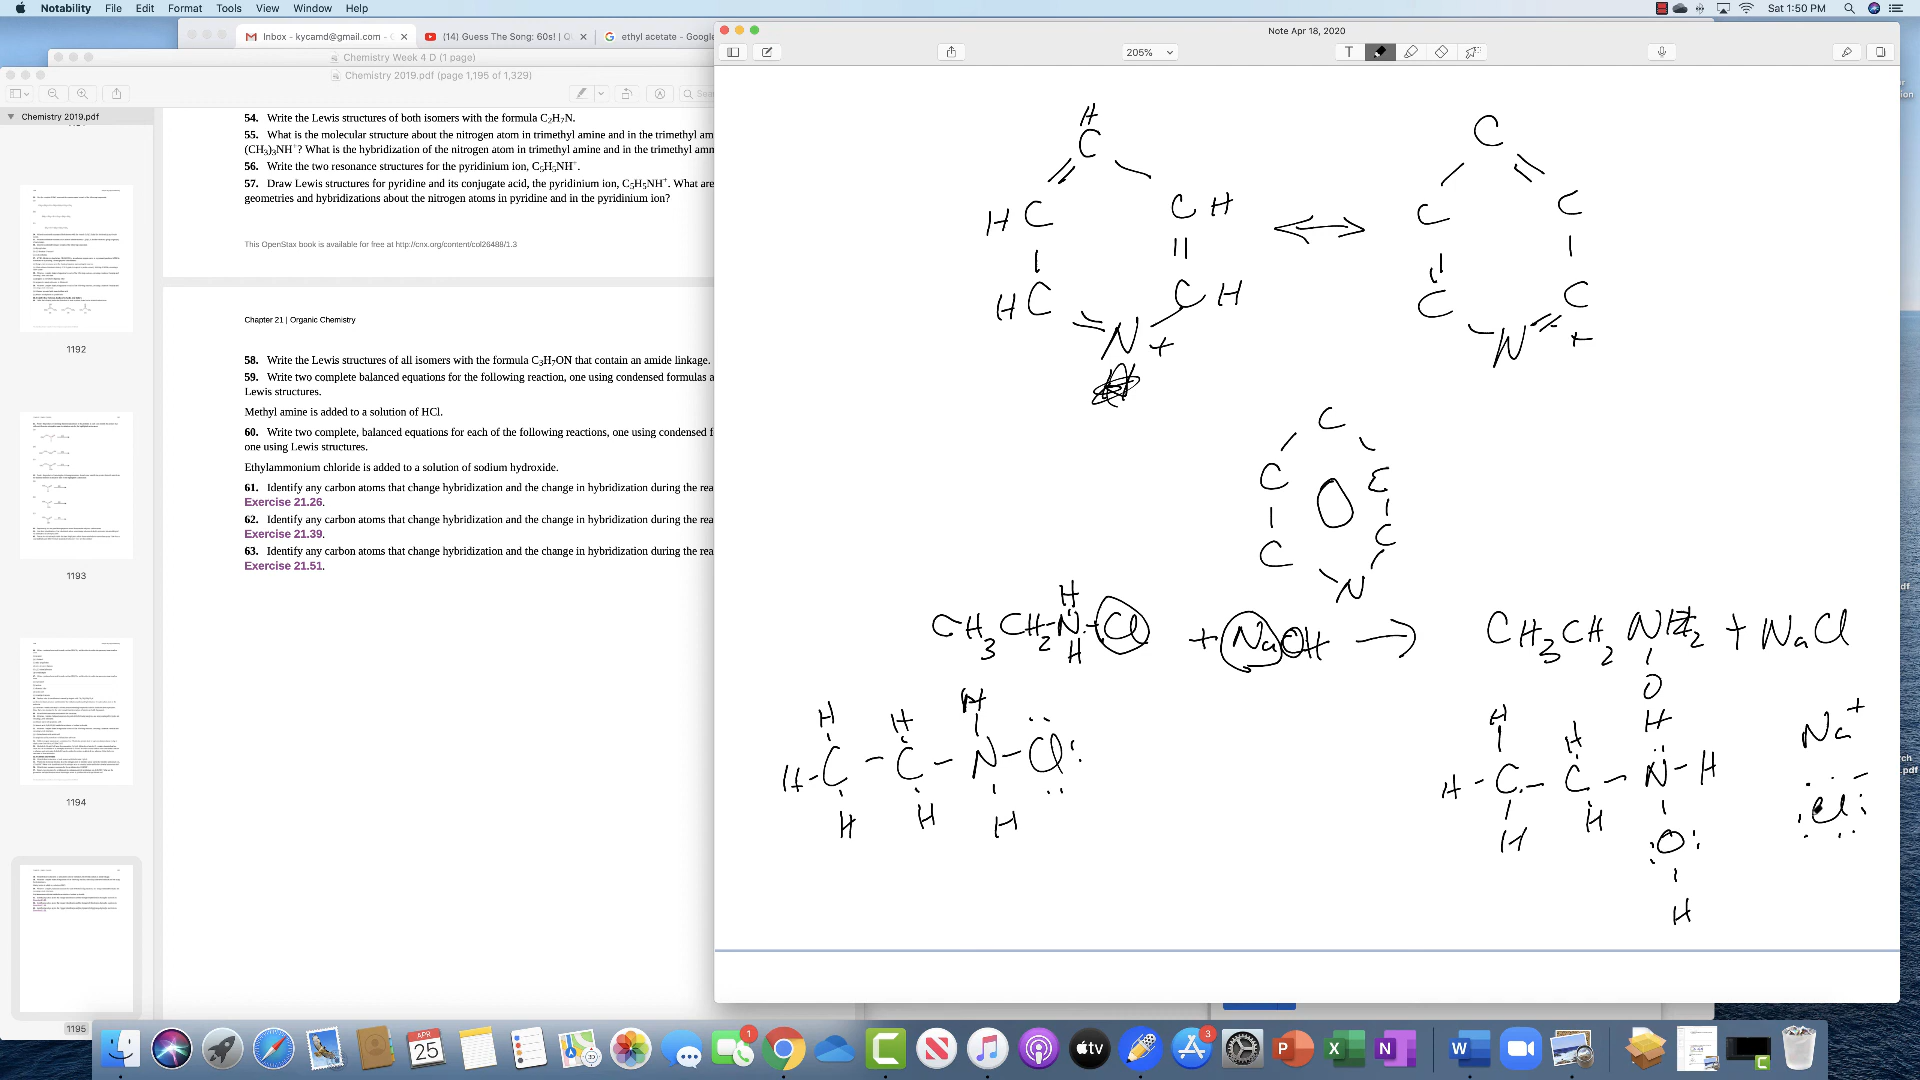 Notability File Edit Format View Window Help
Sat 1:50 PM
Inbox - kycamd@gmail.com -
(14) Guess The Song: 60s! | Q
ethyl acetate - Google
Chemistry Week 4 D (1 page)
Chemistry 2019.pdf (page 1,195 of 1,329)
Chemistry 2019.pdf
1192
1193
1194
1195
54. Write the Lewis structures of both isomers with the formula C₂H₇N.
55. What is the molecular structure about the nitrogen atom in trimethyl amine and in the trimethyl am
(CH₃)₃NH⁺? What is the hybridization of the nitrogen atom in trimethyl amine and in the trimethyl amm
56. Write the two resonance structures for the pyridinium ion, C₅H₅NH⁺.
57. Draw Lewis structures for pyridine and its conjugate acid, the pyridinium ion, C₅H₅NH⁺. What are
geometries and hybridizations about the nitrogen atoms in pyridine and in the pyridinium ion?
This OpenStax book is available for free at http://cnx.org/content/col26488/1.3
Chapter 21 | Organic Chemistry
58. Write the Lewis structures of all isomers with the formula C₃H₇ON that contain an amide linkage.
59. Write two complete balanced equations for the following reaction, one using condensed formulas a
Lewis structures.
Methyl amine is added to a solution of HCl.
60. Write two complete, balanced equations for each of the following reactions, one using condensed f
one using Lewis structures.
Ethylammonium chloride is added to a solution of sodium hydroxide.
61. Identify any carbon atoms that change hybridization and the change in hybridization during the rea
Exercise 21.26.
62. Identify any carbon atoms that change hybridization and the change in hybridization during the rea
Exercise 21.39.
63. Identify any carbon atoms that change hybridization and the change in hybridization during the rea
Exercise 21.51.
Note Apr 18, 2020
205%
H
C C
H C C H C C
H C C H C C
N + N +
C
C C
C C
N
H
CH₃CH₂-N-Cl + NaOH → CH₃CH₂NH₂ + NaCl
H
O
H
H H H
H-C-C-N-Cl
H H H
H H
H-C-C-N-H
H H O
H
Na⁺
Cl⁻
APR
25
1
3
tv